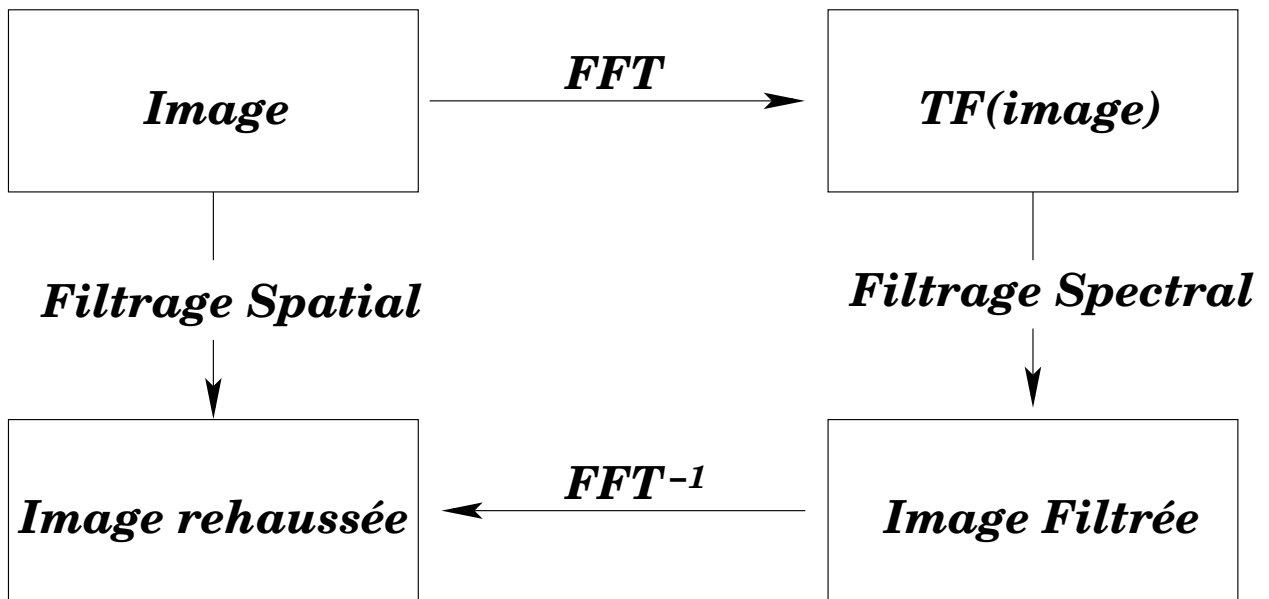 Image
FFT
TF(image)
Filtrage Spatial
Filtrage Spectral
Image rehaussée
FFT⁻¹
Image Filtrée